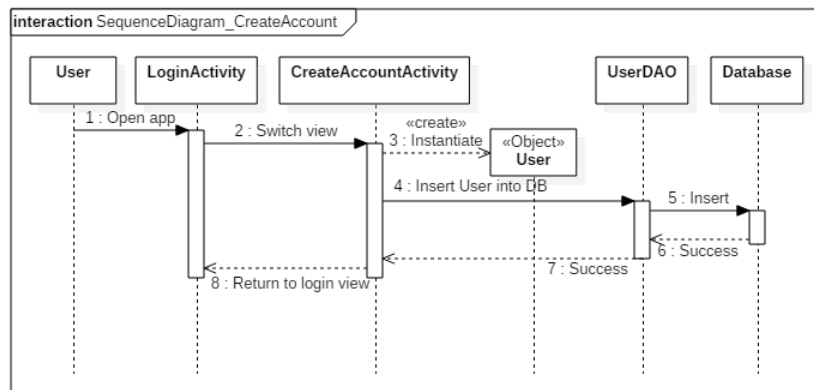 interaction SequenceDiagram_CreateAccount
User
LoginActivity
CreateAccountActivity
UserDAO
Database
1 : Open app
2 : Switch view
«create»
3 : Instantiate
«Object»
User
4 : Insert User into DB
5 : Insert
6 : Success
7 : Success
8 : Return to login view